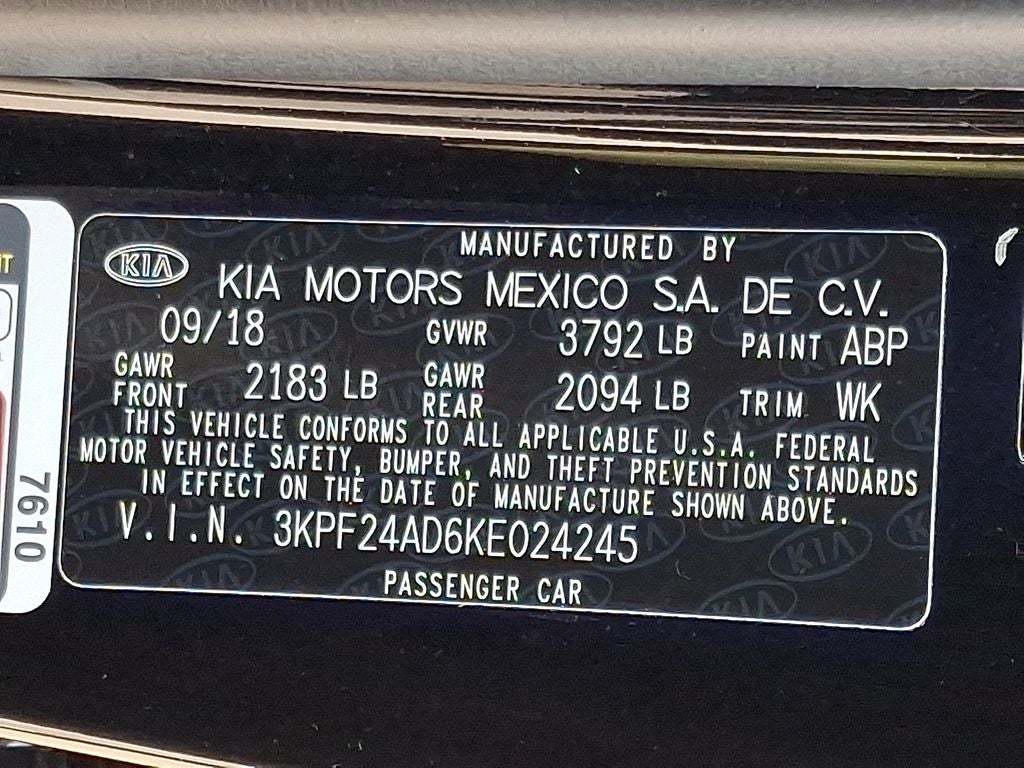 KIA
MANUFACTURED BY
KIA MOTORS MEXICO S.A. DE C.V.
09/18 GVWR 3792 LB PAINT ABP
GAWR FRONT 2183 LB GAWR REAR 2094 LB TRIM WK
THIS VEHICLE CONFORMS TO ALL APPLICABLE U.S.A. FEDERAL
MOTOR VEHICLE SAFETY, BUMPER, AND THEFT PREVENTION STANDARDS
IN EFFECT ON THE DATE OF MANUFACTURE SHOWN ABOVE.
V.I.N. 3KPF24AD6KE024245
PASSENGER CAR
7610